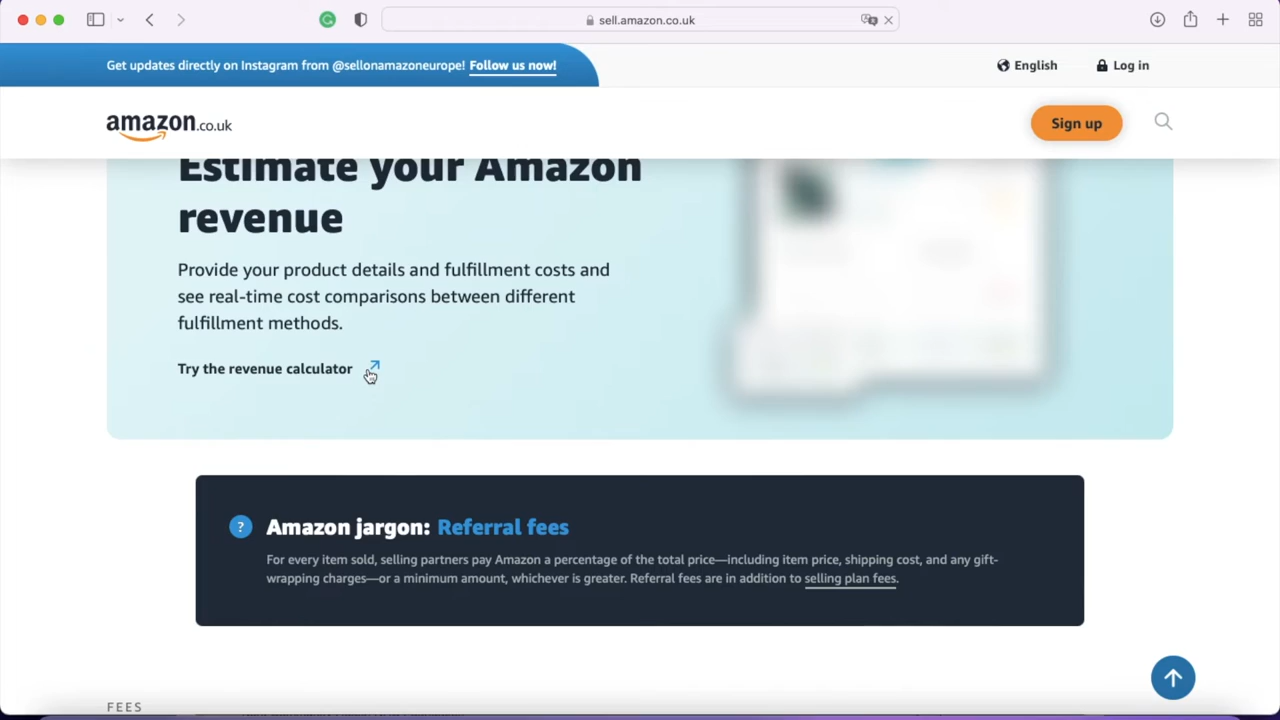 sell.amazon.co.uk
Get updates directly on Instagram from @sellonamazoneurope! Follow us now!
English
Log in
amazon.co.uk
Sign up
Estimate your Amazon
revenue
Provide your product details and fulfillment costs and
see real-time cost comparisons between different
fulfillment methods.
Try the revenue calculator
? Amazon jargon: Referral fees
For every item sold, selling partners pay Amazon a percentage of the total price—including item price, shipping cost, and any gift-
wrapping charges—or a minimum amount, whichever is greater. Referral fees are in addition to selling plan fees.
FEES